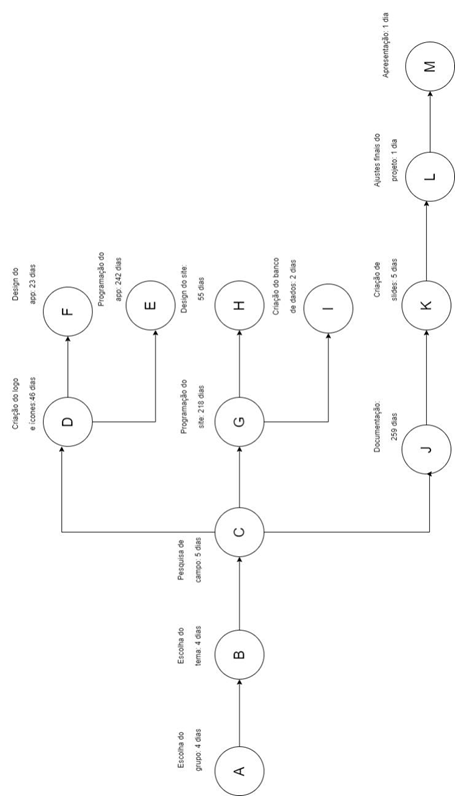 Escolha do
grupo: 4 dias
A
Escolha do
tema: 4 dias
B
Pesquisa de
campo: 5 dias
C
Criação do logo
e ícones:46 dias
D
Design do
app: 23 dias
F
Programação do
app: 242 dias
E
Programação do
site: 218 dias
G
Design do site:
55 dias
H
Criação do banco
de dados: 2 dias
I
Documentação:
259 dias
J
Criação de
slides: 5 dias
K
Ajustes finais do
projeto: 1 dia
L
Apresentação: 1 dia
M